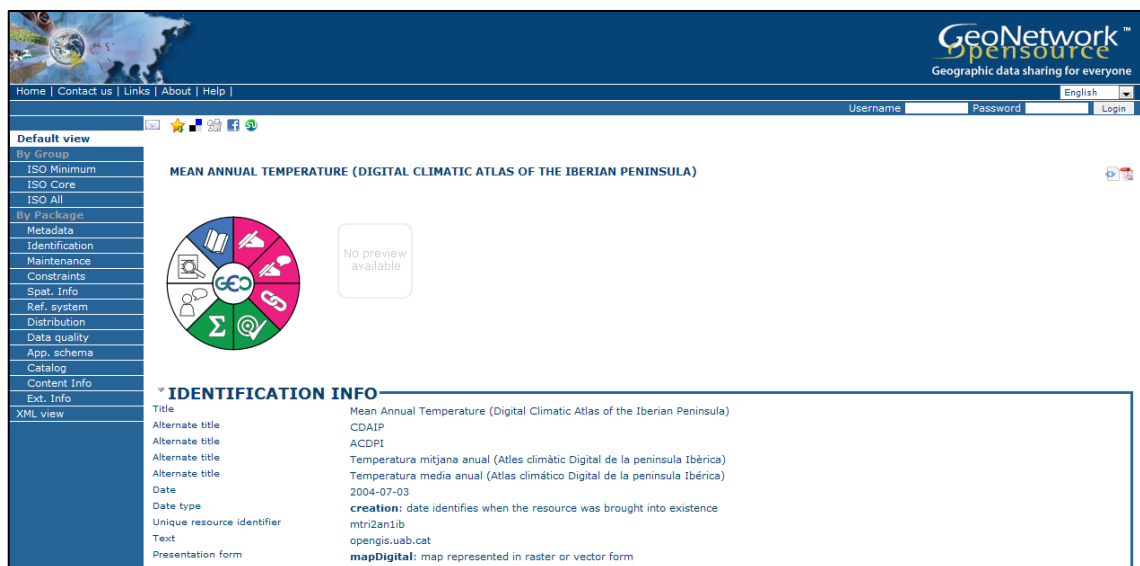 GeoNetwork™
Opensource
Geographic data sharing for everyone
Home | Contact us | Links | About | Help |
English
Username Password Login
Default view
By Group
ISO Minimum
ISO Core
ISO All
By Package
Metadata
Identification
Maintenance
Constraints
Spat. Info
Ref. system
Distribution
Data quality
App. schema
Catalog
Content Info
Ext. Info
XML view
MEAN ANNUAL TEMPERATURE (DIGITAL CLIMATIC ATLAS OF THE IBERIAN PENINSULA)
GEO
Σ
No preview
available
IDENTIFICATION INFO
Title Mean Annual Temperature (Digital Climatic Atlas of the Iberian Peninsula)
Alternate title CDAIP
Alternate title ACDPI
Alternate title Temperatura mitjana anual (Atles climàtic Digital de la peninsula Ibèrica)
Alternate title Temperatura media anual (Atlas climático Digital de la peninsula Ibérica)
Date 2004-07-03
Date type creation: date identifies when the resource was brought into existence
Unique resource identifier mtri2an1ib
Text opengis.uab.cat
Presentation form mapDigital: map represented in raster or vector form